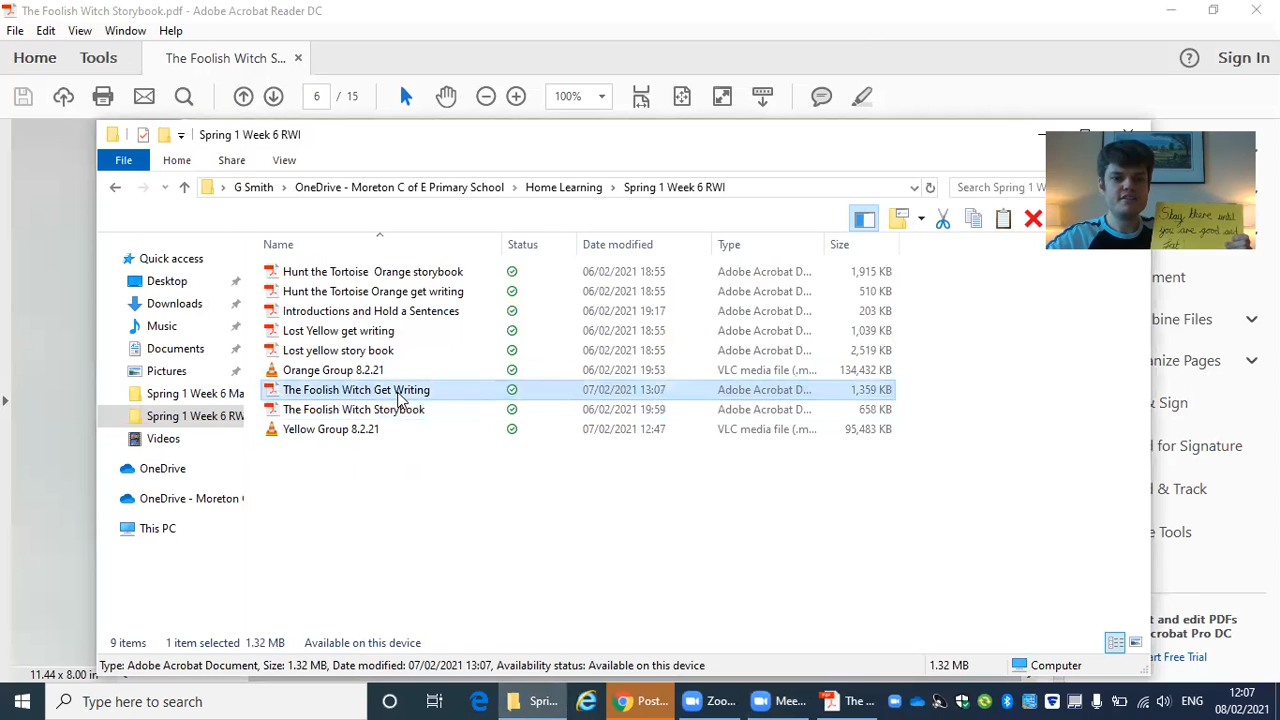 The Foolish Witch Storybook.pdf - Adobe Acrobat Reader DC
File Edit View Window Help
Home Tools The Foolish Witch S... Sign In
6 / 15 100%
Spring 1 Week 6 RWI
File Home Share View
G Smith OneDrive - Moreton C of E Primary School Home Learning Spring 1 Week 6 RWI Search Spring 1
Stay there until
you are good and
fat!
Name Status Date modified Type Size
Quick access
Desktop
Downloads
Music
Documents
Pictures
Spring 1 Week 6 Ma
Spring 1 Week 6 RW
Videos
OneDrive
OneDrive - Moreton
This PC
Hunt the Tortoise Orange storybook 06/02/2021 18:55 Adobe Acrobat D... 1,915 KB
Hunt the Tortoise Orange get writing 06/02/2021 18:55 Adobe Acrobat D... 510 KB
Introductions and Hold a Sentences 06/02/2021 19:17 Adobe Acrobat D... 203 KB
Lost Yellow get writing 06/02/2021 18:55 Adobe Acrobat D... 1,039 KB
Lost yellow story book 06/02/2021 18:55 Adobe Acrobat D... 2,519 KB
Orange Group 8.2.21 06/02/2021 19:53 VLC media file (.m... 134,432 KB
The Foolish Witch Get Writing 07/02/2021 13:07 Adobe Acrobat D... 1,359 KB
The Foolish Witch Storybook 06/02/2021 19:59 Adobe Acrobat D... 658 KB
Yellow Group 8.2.21 07/02/2021 12:47 VLC media file (.m... 95,483 KB
bine Files
anize Pages
& Sign
d for Signature
& Track
e Tools
and edit PDFs
crobat Pro DC
art Free Trial
9 items 1 item selected 1.32 MB Available on this device
Type: Adobe Acrobat Document, Size: 1.32 MB, Date modified: 07/02/2021 13:07, Availability status: Available on this device 1.32 MB Computer
11.44 x 8.00 in
Type here to search Spri... Post... Zoo... Mee... The ... ENG 12:07
08/02/2021